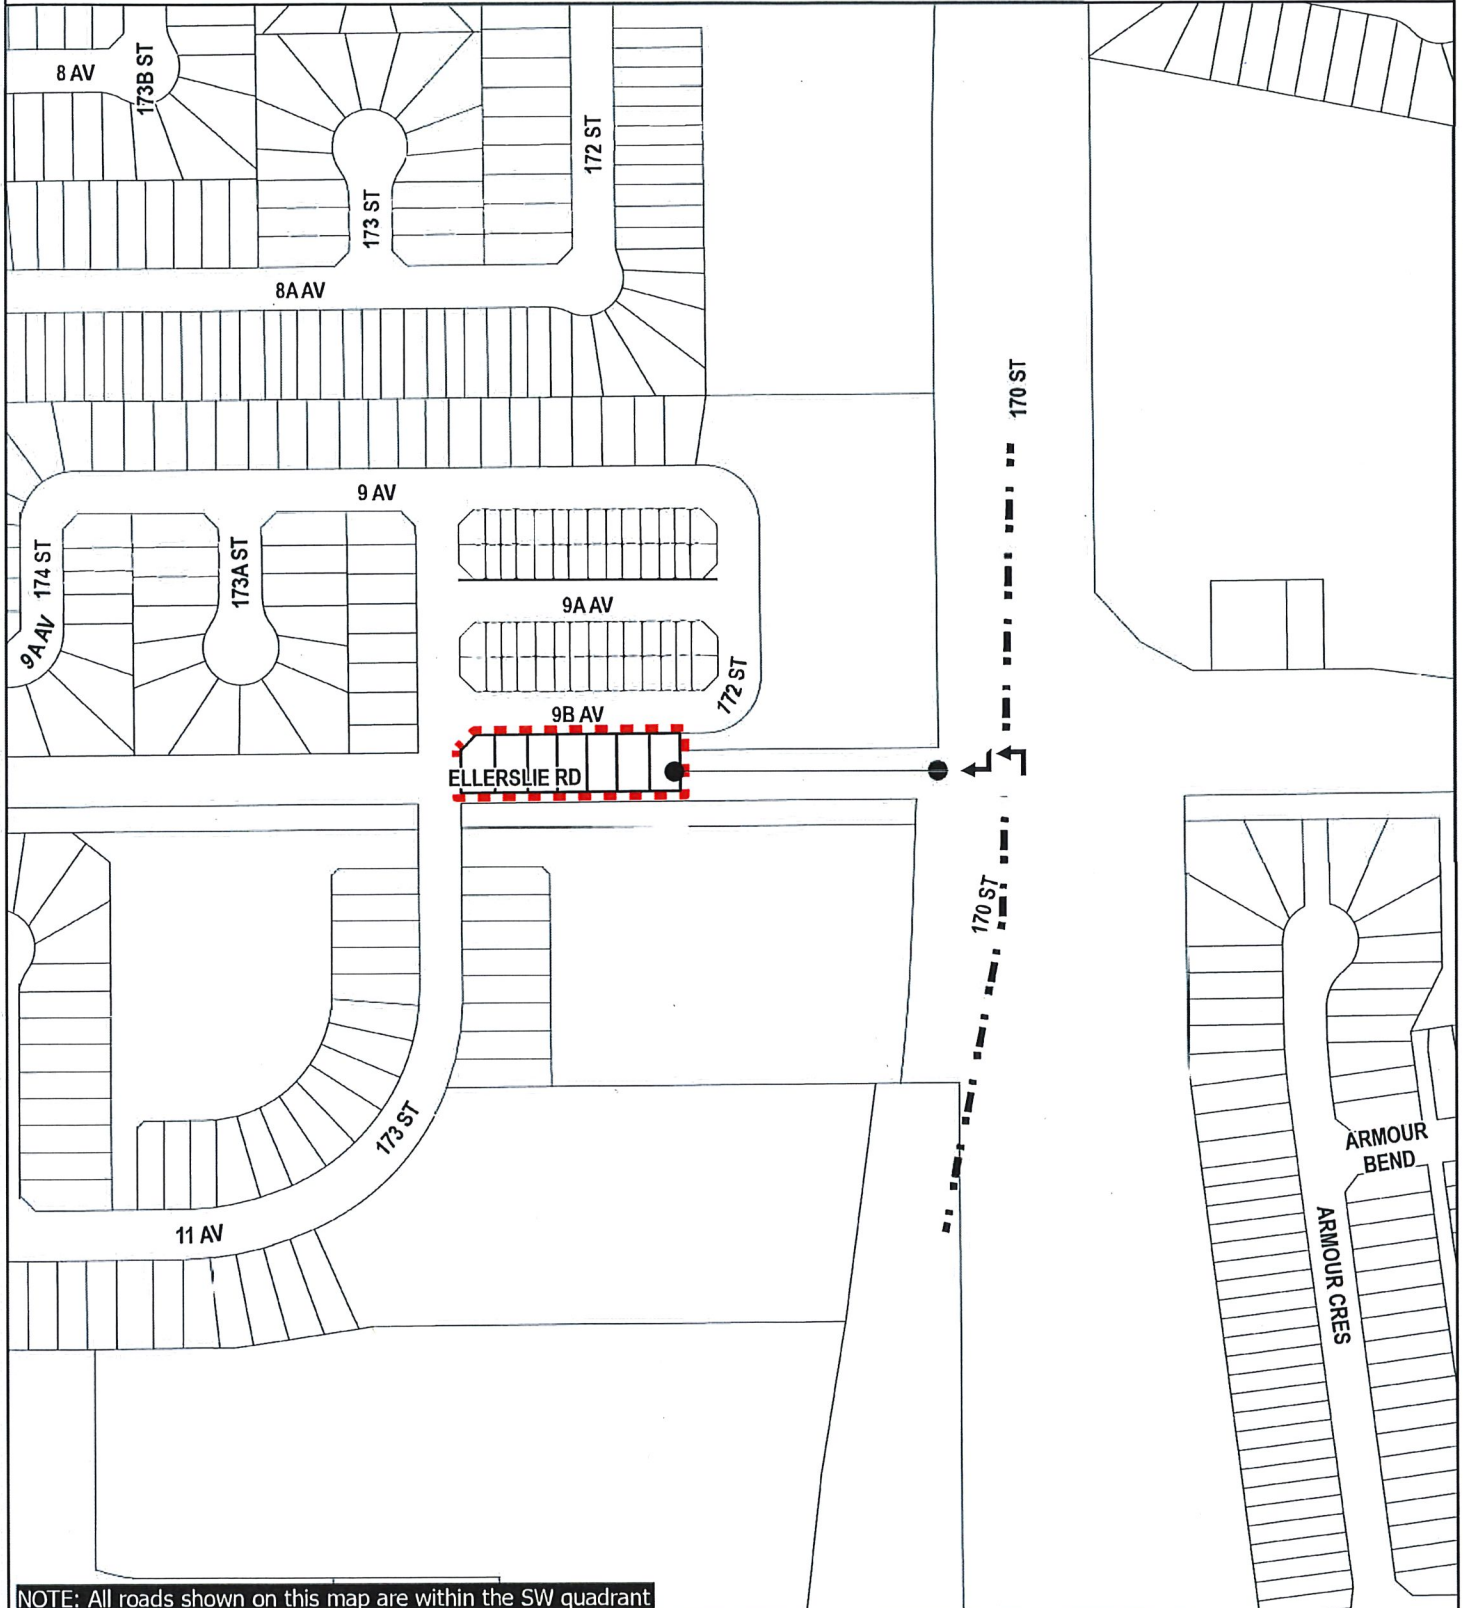 8 AV
173B ST
172 ST
173 ST
8A AV
170 ST
9 AV
174 ST
173A ST
9A AV
9A AV
172 ST
9B AV
ELLERSLIE RD
170 ST
173 ST
ARMOUR
BEND
11 AV
ARMOUR CRES
NOTE: All roads shown on this map are within the SW quadrant